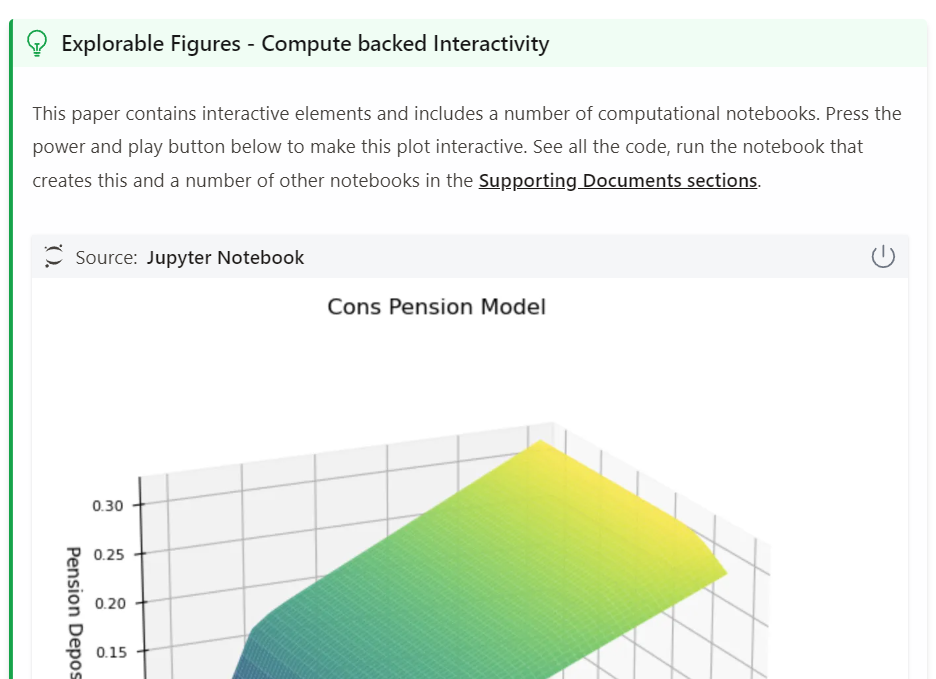 Explorable Figures - Compute backed Interactivity
This paper contains interactive elements and includes a number of computational notebooks. Press the
power and play button below to make this plot interactive. See all the code, run the notebook that
creates this and a number of other notebooks in the Supporting Documents sections.
Source: Jupyter Notebook
Cons Pension Model
0.30
0.25
0.20
0.15
Pension Depos